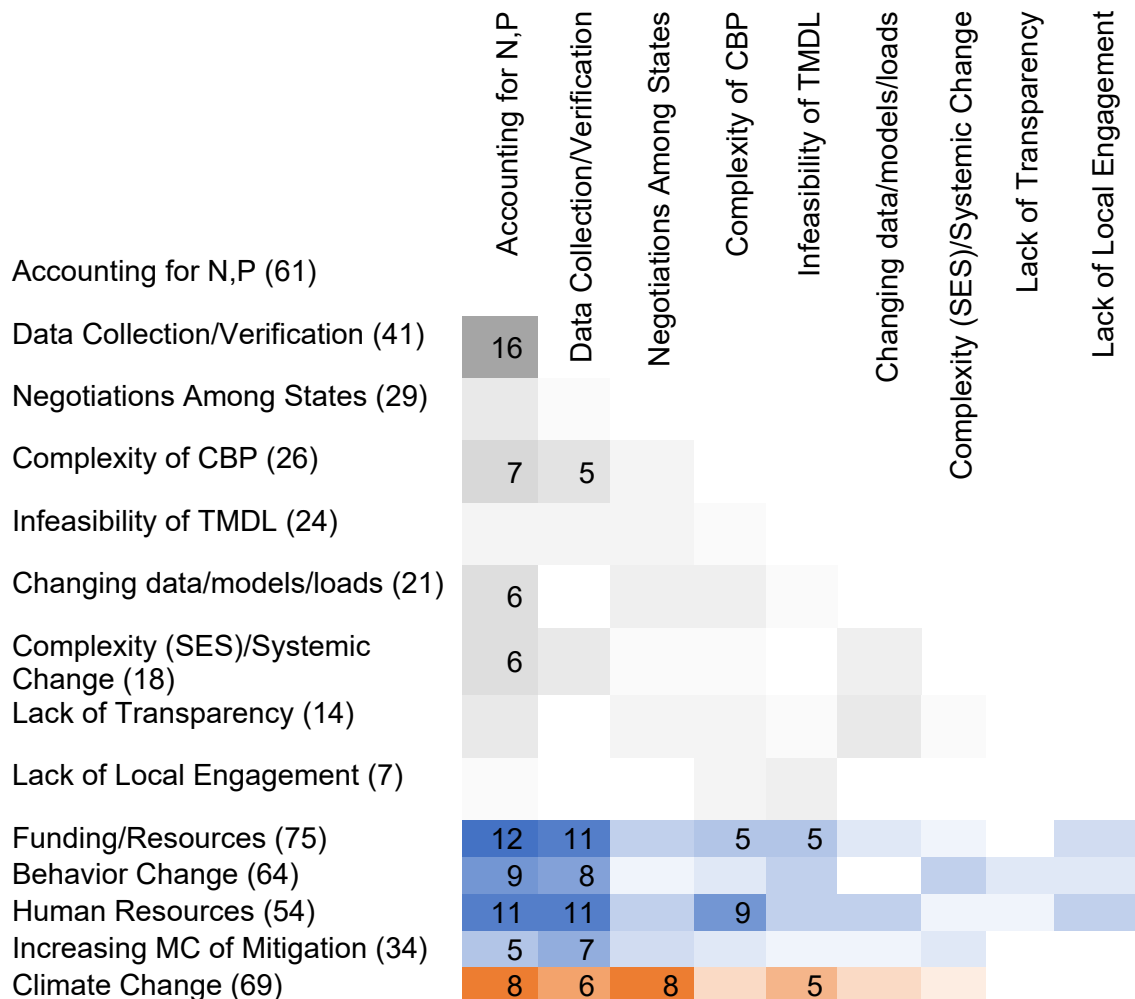 Accounting for N,P
Data Collection/Verification
Negotiations Among States
Complexity of CBP
Infeasibility of TMDL
Changing data/models/loads
Complexity (SES)/Systemic Change
Lack of Transparency
Lack of Local Engagement
Accounting for N,P (61)
Data Collection/Verification (41) 16
Negotiations Among States (29)
Complexity of CBP (26) 7 5
Infeasibility of TMDL (24)
Changing data/models/loads (21) 6
Complexity (SES)/Systemic
Change (18) 6
Lack of Transparency (14)
Lack of Local Engagement (7)
Funding/Resources (75) 12 11 5 5
Behavior Change (64) 9 8
Human Resources (54) 11 11 9
Increasing MC of Mitigation (34) 5 7
Climate Change (69) 8 6 8 5